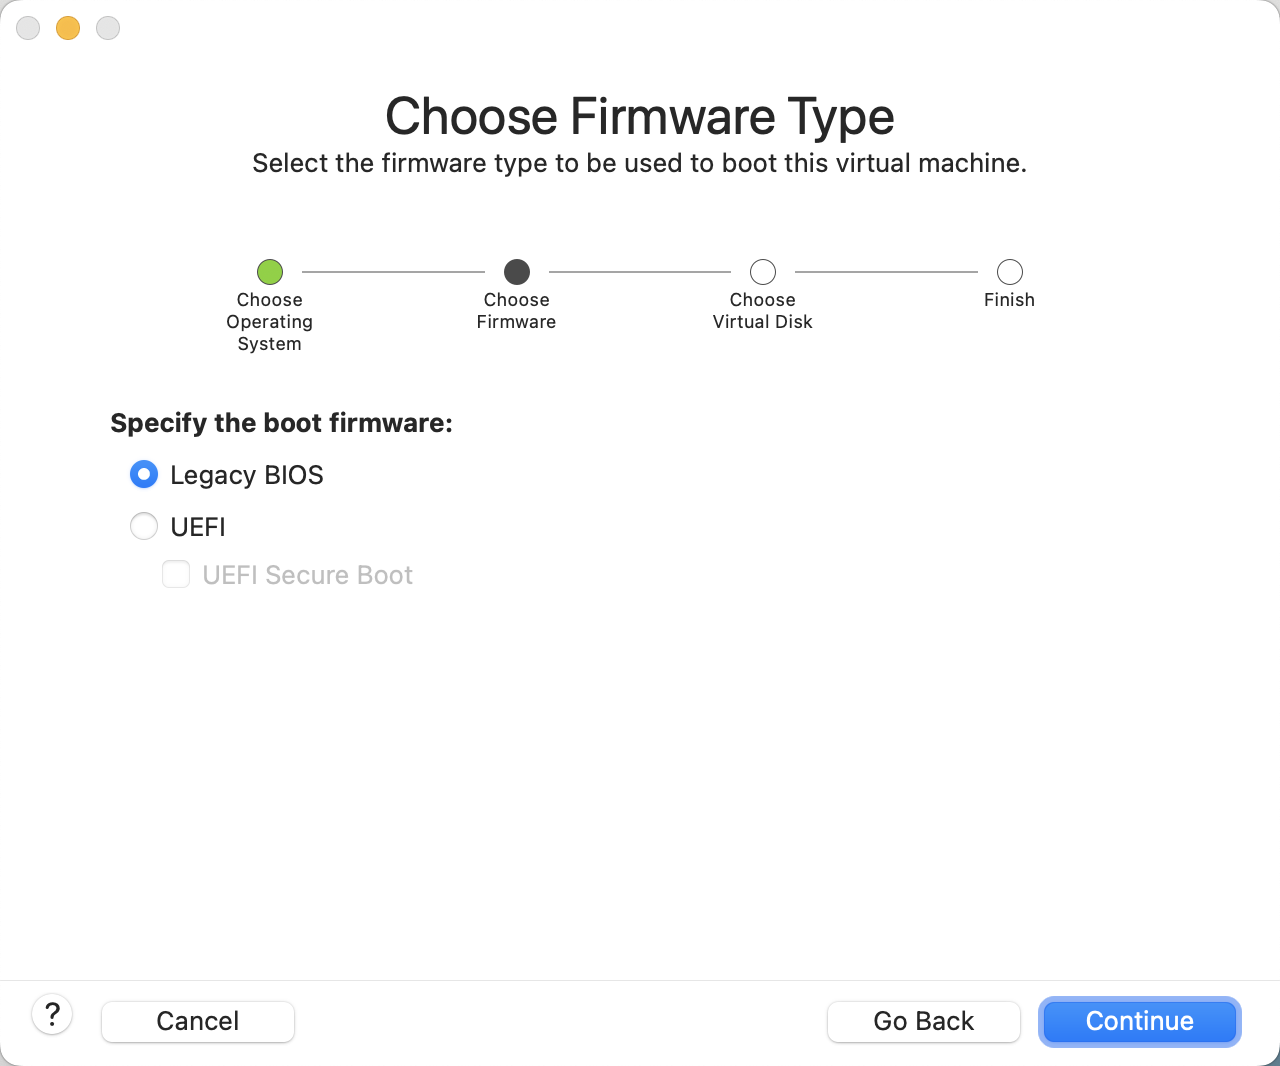 Choose Firmware Type
Select the firmware type to be used to boot this virtual machine.
Choose
Operating
System
Choose
Firmware
Choose
Virtual Disk
Finish
Specify the boot firmware:
Legacy BIOS
UEFI
UEFI Secure Boot
?
Cancel
Go Back
Continue